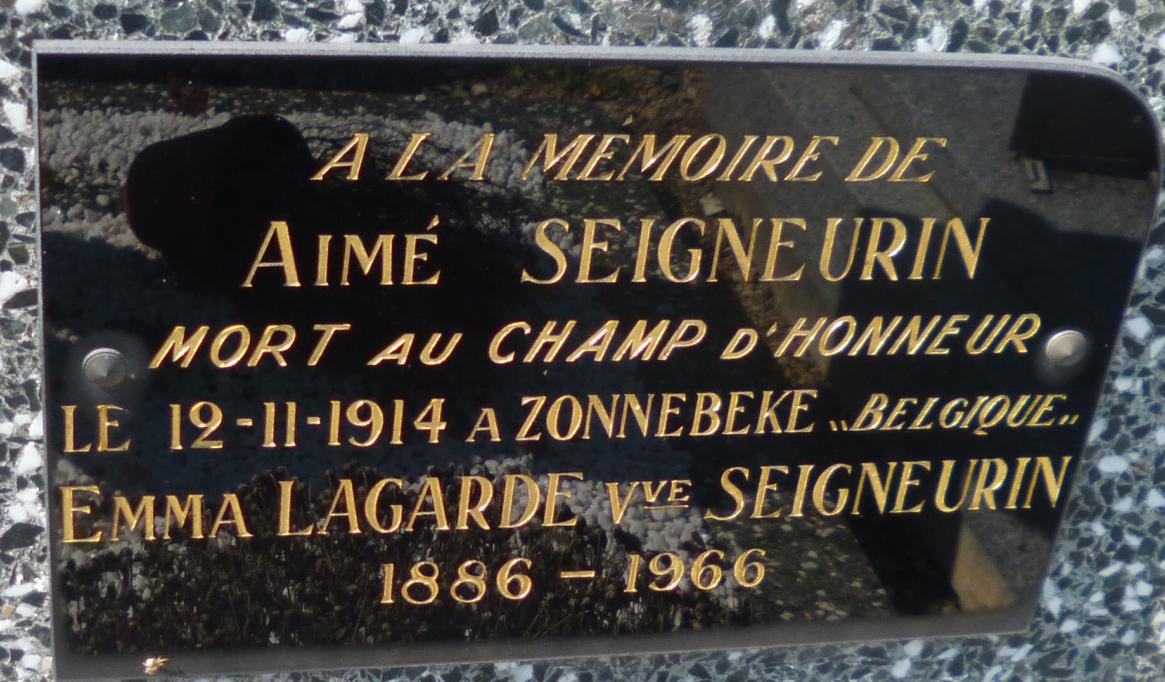 A LA MÉMOIRE DE
AIMÉ SEIGNEURIN
MORT AU CHAMP D'HONNEUR
LE 12-11-1914 A ZONNEBEKE „BELGIQUE„
EMMA LAGARDE VVE SEIGNEURIN
1886 - 1966